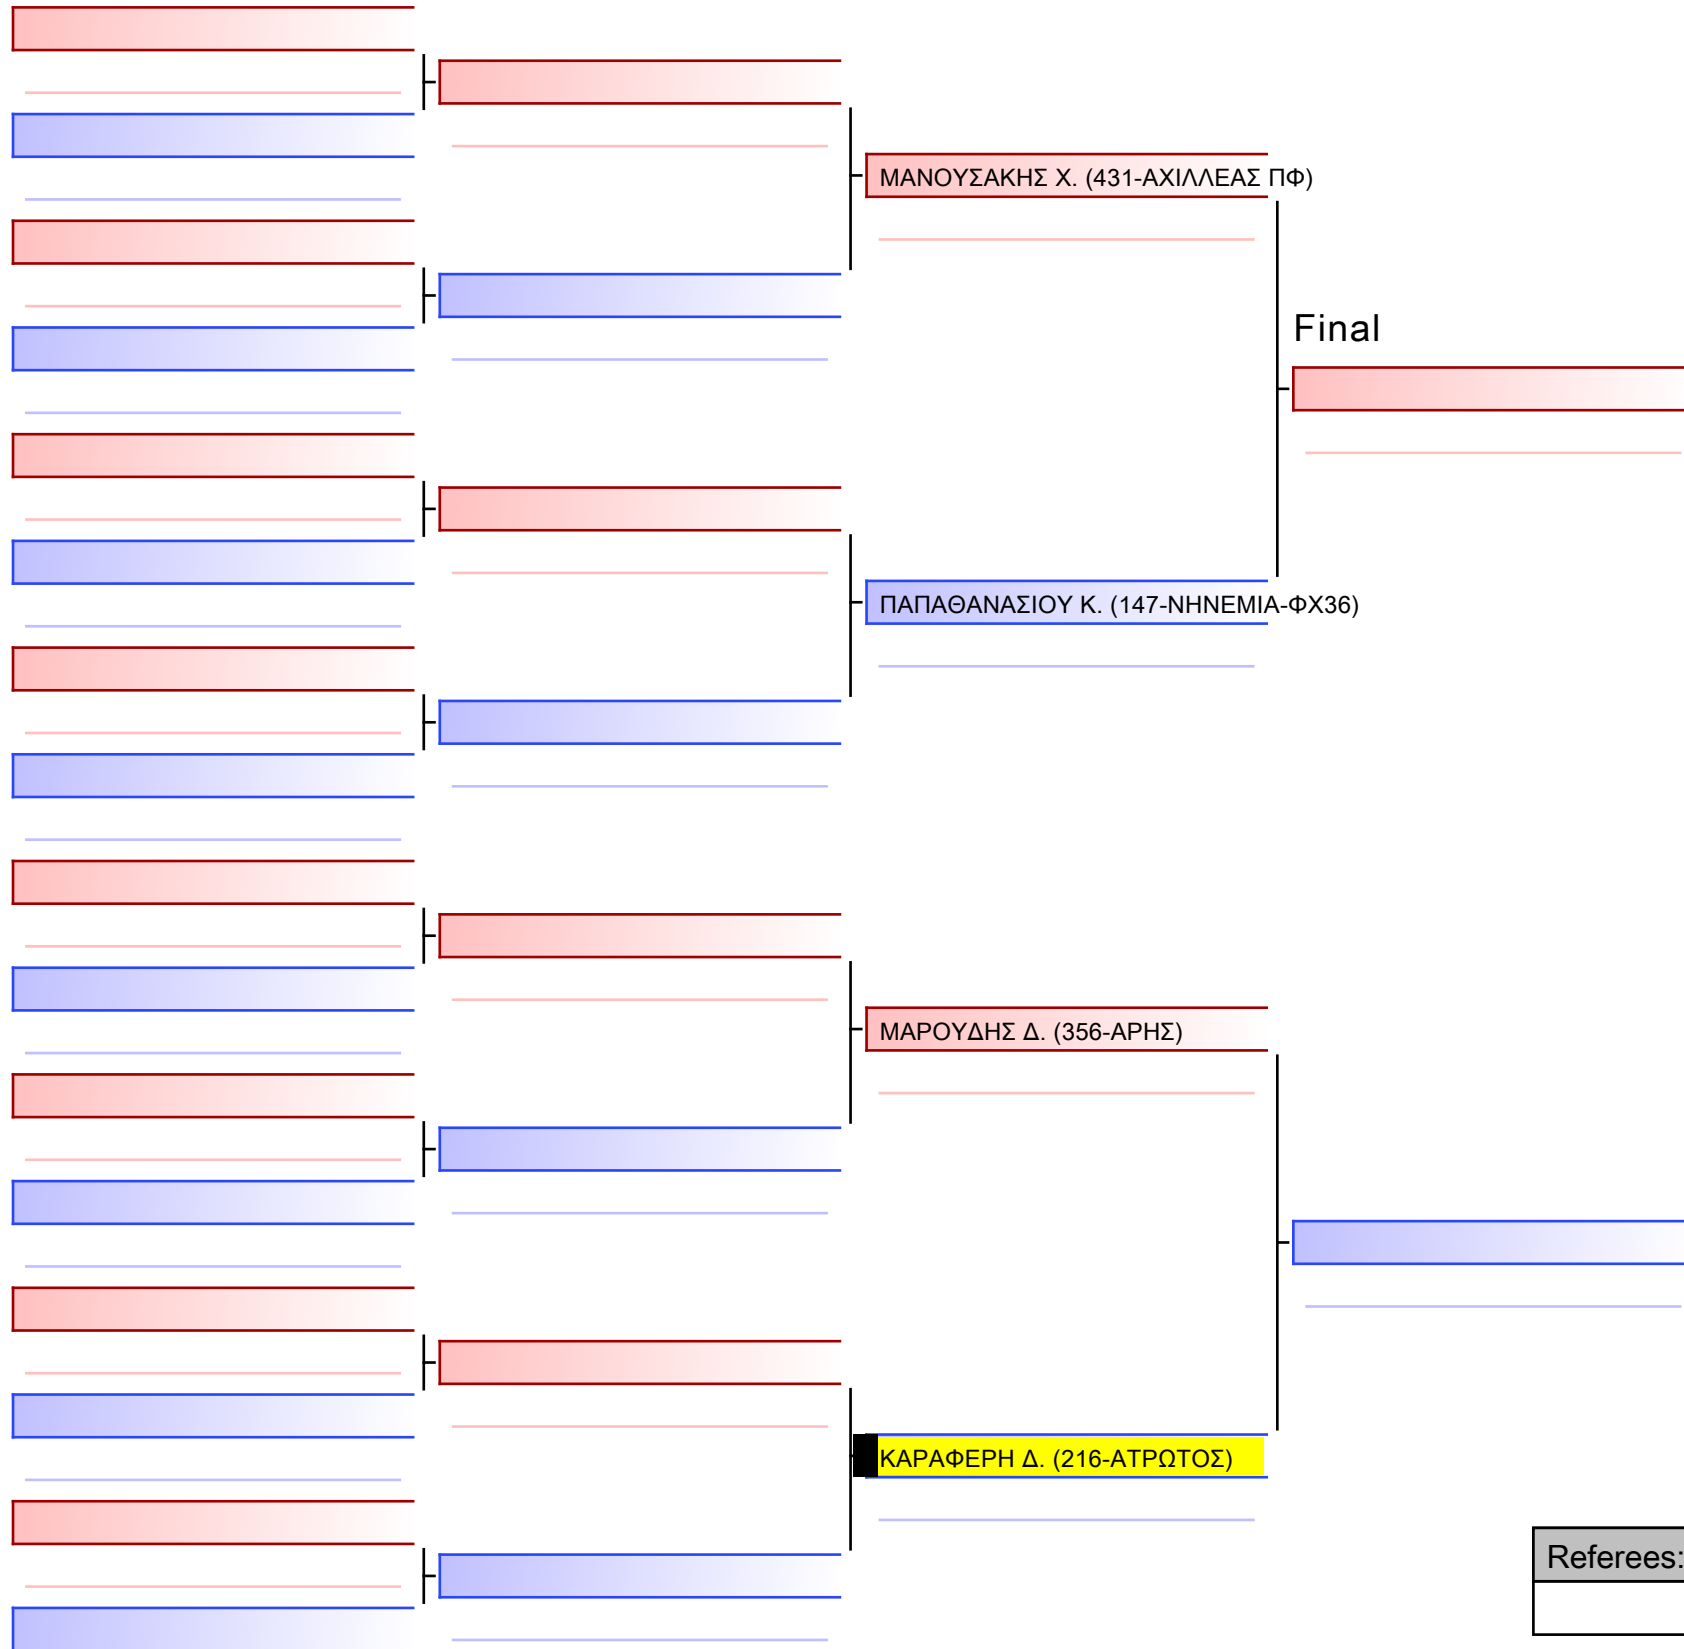 ΜΑΝΟΥΣΑΚΗΣ Χ. (431-ΑΧΙΛΛΕΑΣ ΠΦ)
Final
ΠΑΠΑΘΑΝΑΣΙΟΥ Κ. (147-ΝΗΝΕΜΙΑ-ΦΧ36)
ΜΑΡΟΥΔΗΣ Δ. (356-ΑΡΗΣ)
ΚΑΡΑΦΕΡΗ Δ. (216-ΑΤΡΩΤΟΣ)
Referees: